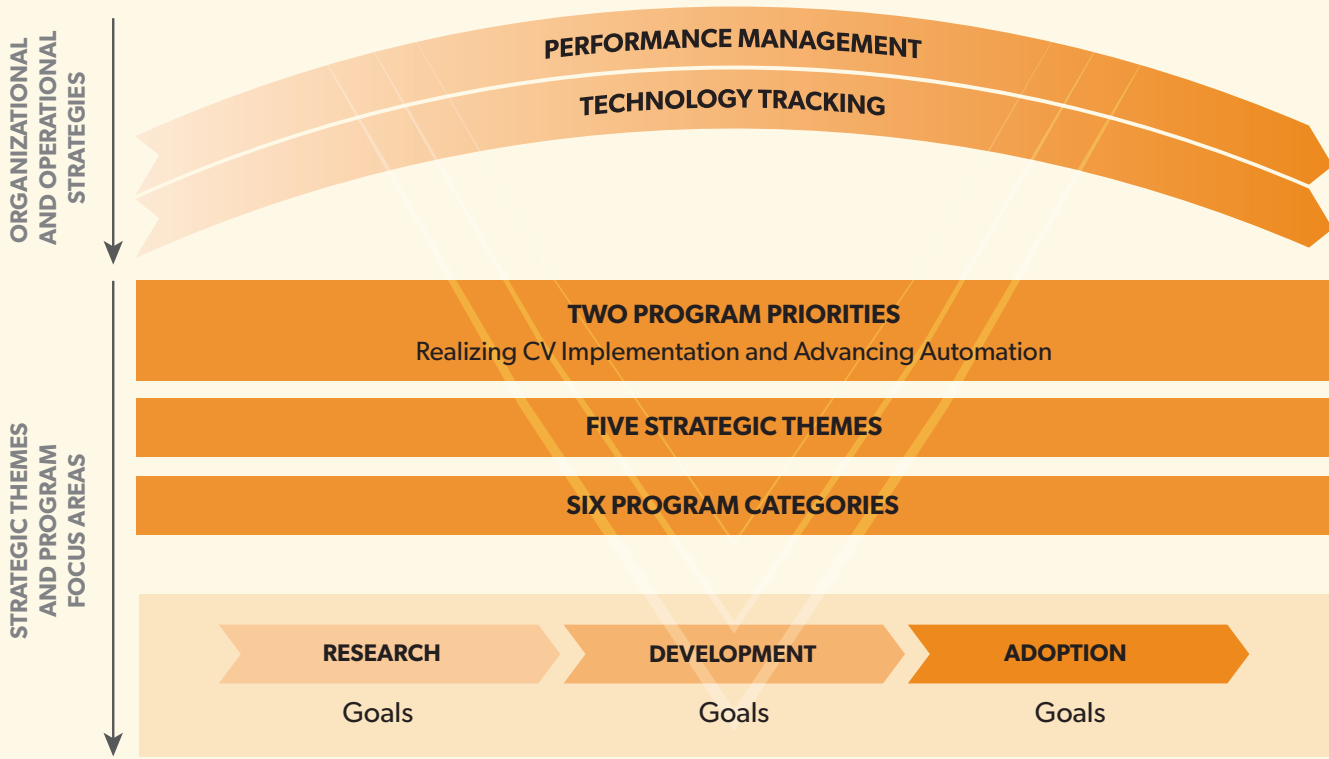 ORGANIZATIONAL
AND OPERATIONAL
STRATEGIES
PERFORMANCE MANAGEMENT
TECHNOLOGY TRACKING
STRATEGIC THEMES
AND PROGRAM
FOCUS AREAS
TWO PROGRAM PRIORITIES
Realizing CV Implementation and Advancing Automation
FIVE STRATEGIC THEMES
SIX PROGRAM CATEGORIES
RESEARCH
DEVELOPMENT
ADOPTION
Goals
Goals
Goals